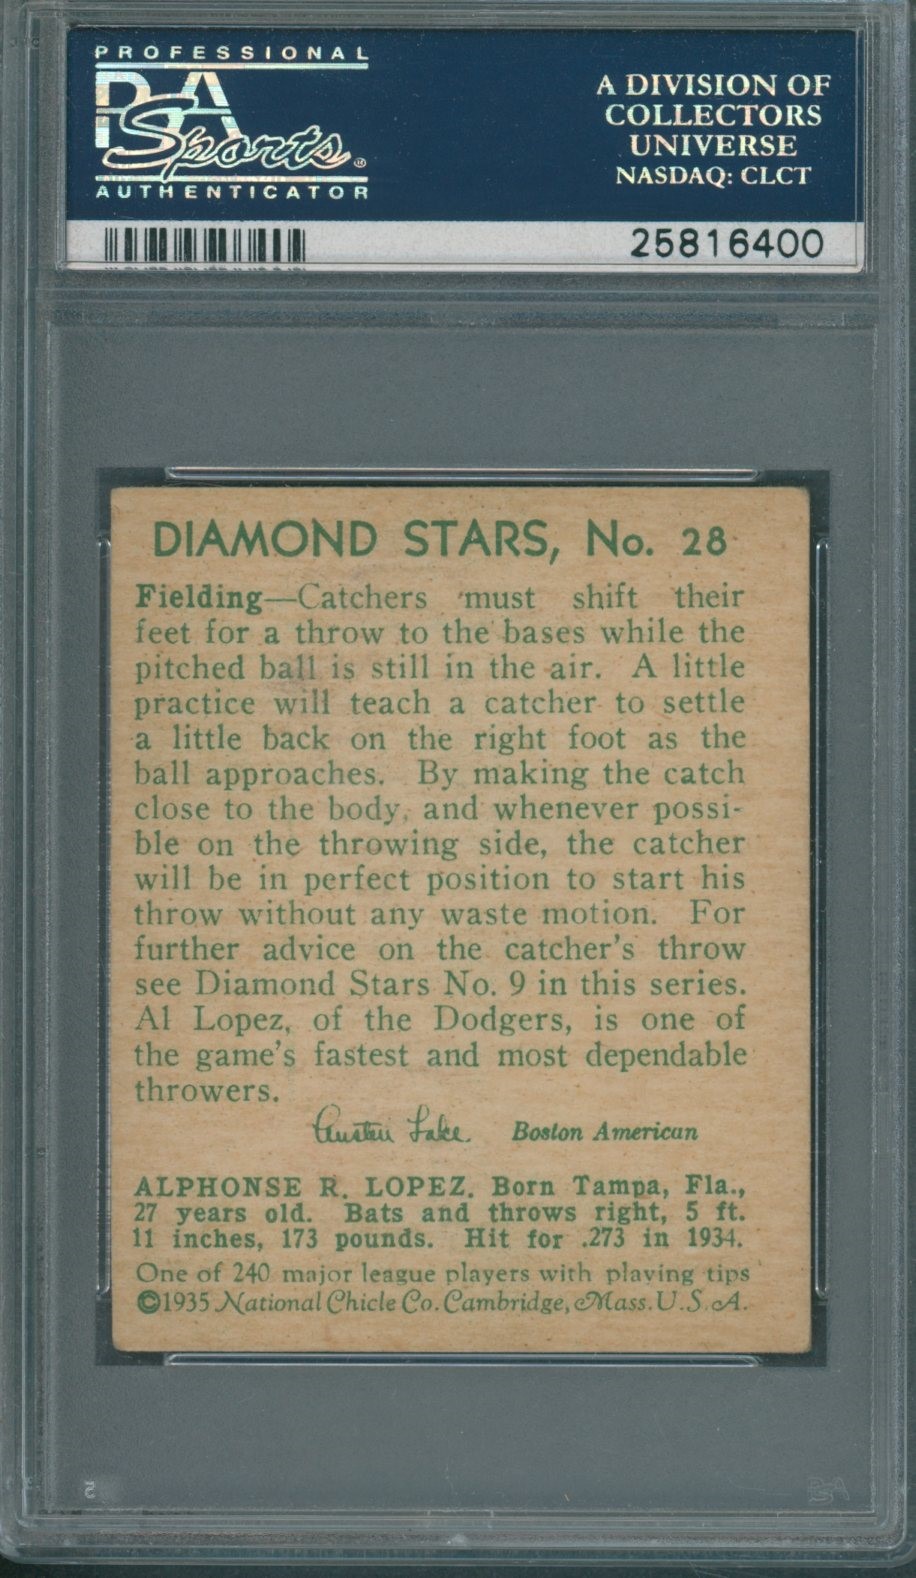 PROFESSIONAL
PSA
Sports®
AUTHENTICATOR
A DIVISION OF
COLLECTORS
UNIVERSE
NASDAQ: CLCT
25816400
DIAMOND STARS, No. 28
Fielding—Catchers must shift their
feet for a throw to the bases while the
pitched ball is still in the air. A little
practice will teach a catcher to settle
a little back on the right foot as the
ball approaches. By making the catch
close to the body, and whenever possi-
ble on the throwing side, the catcher
will be in perfect position to start his
throw without any waste motion. For
further advice on the catcher's throw
see Diamond Stars No. 9 in this series.
Al Lopez, of the Dodgers, is one of
the game's fastest and most dependable
throwers.
Austen Lake Boston American
ALPHONSE R. LOPEZ. Born Tampa, Fla.,
27 years old. Bats and throws right, 5 ft.
11 inches, 173 pounds. Hit for .273 in 1934.
One of 240 major league players with playing tips
©1935 National Chicle Co. Cambridge, Mass. U.S.A.
PSA